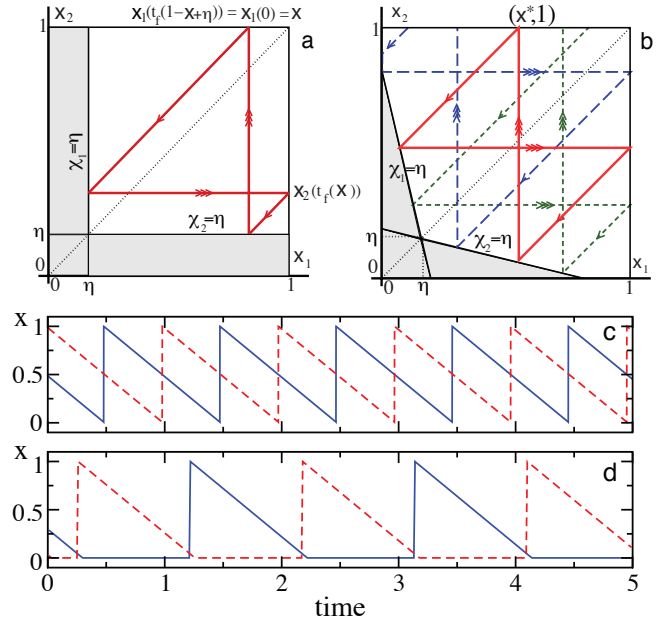 x₂ x₁(t_f(1-x+η)) = x₁(0) = x
1 a
χ₁=η
x₂(t_f(x))
χ₂=η
η
x₁
0
η 1
x₂ (x*,1)
1 b
χ₁=η
χ₂=η
η
x₁
0
η 1
x
1 c
0.5
0
x
1 d
0.5
0
0 1 2 3 4 5
time